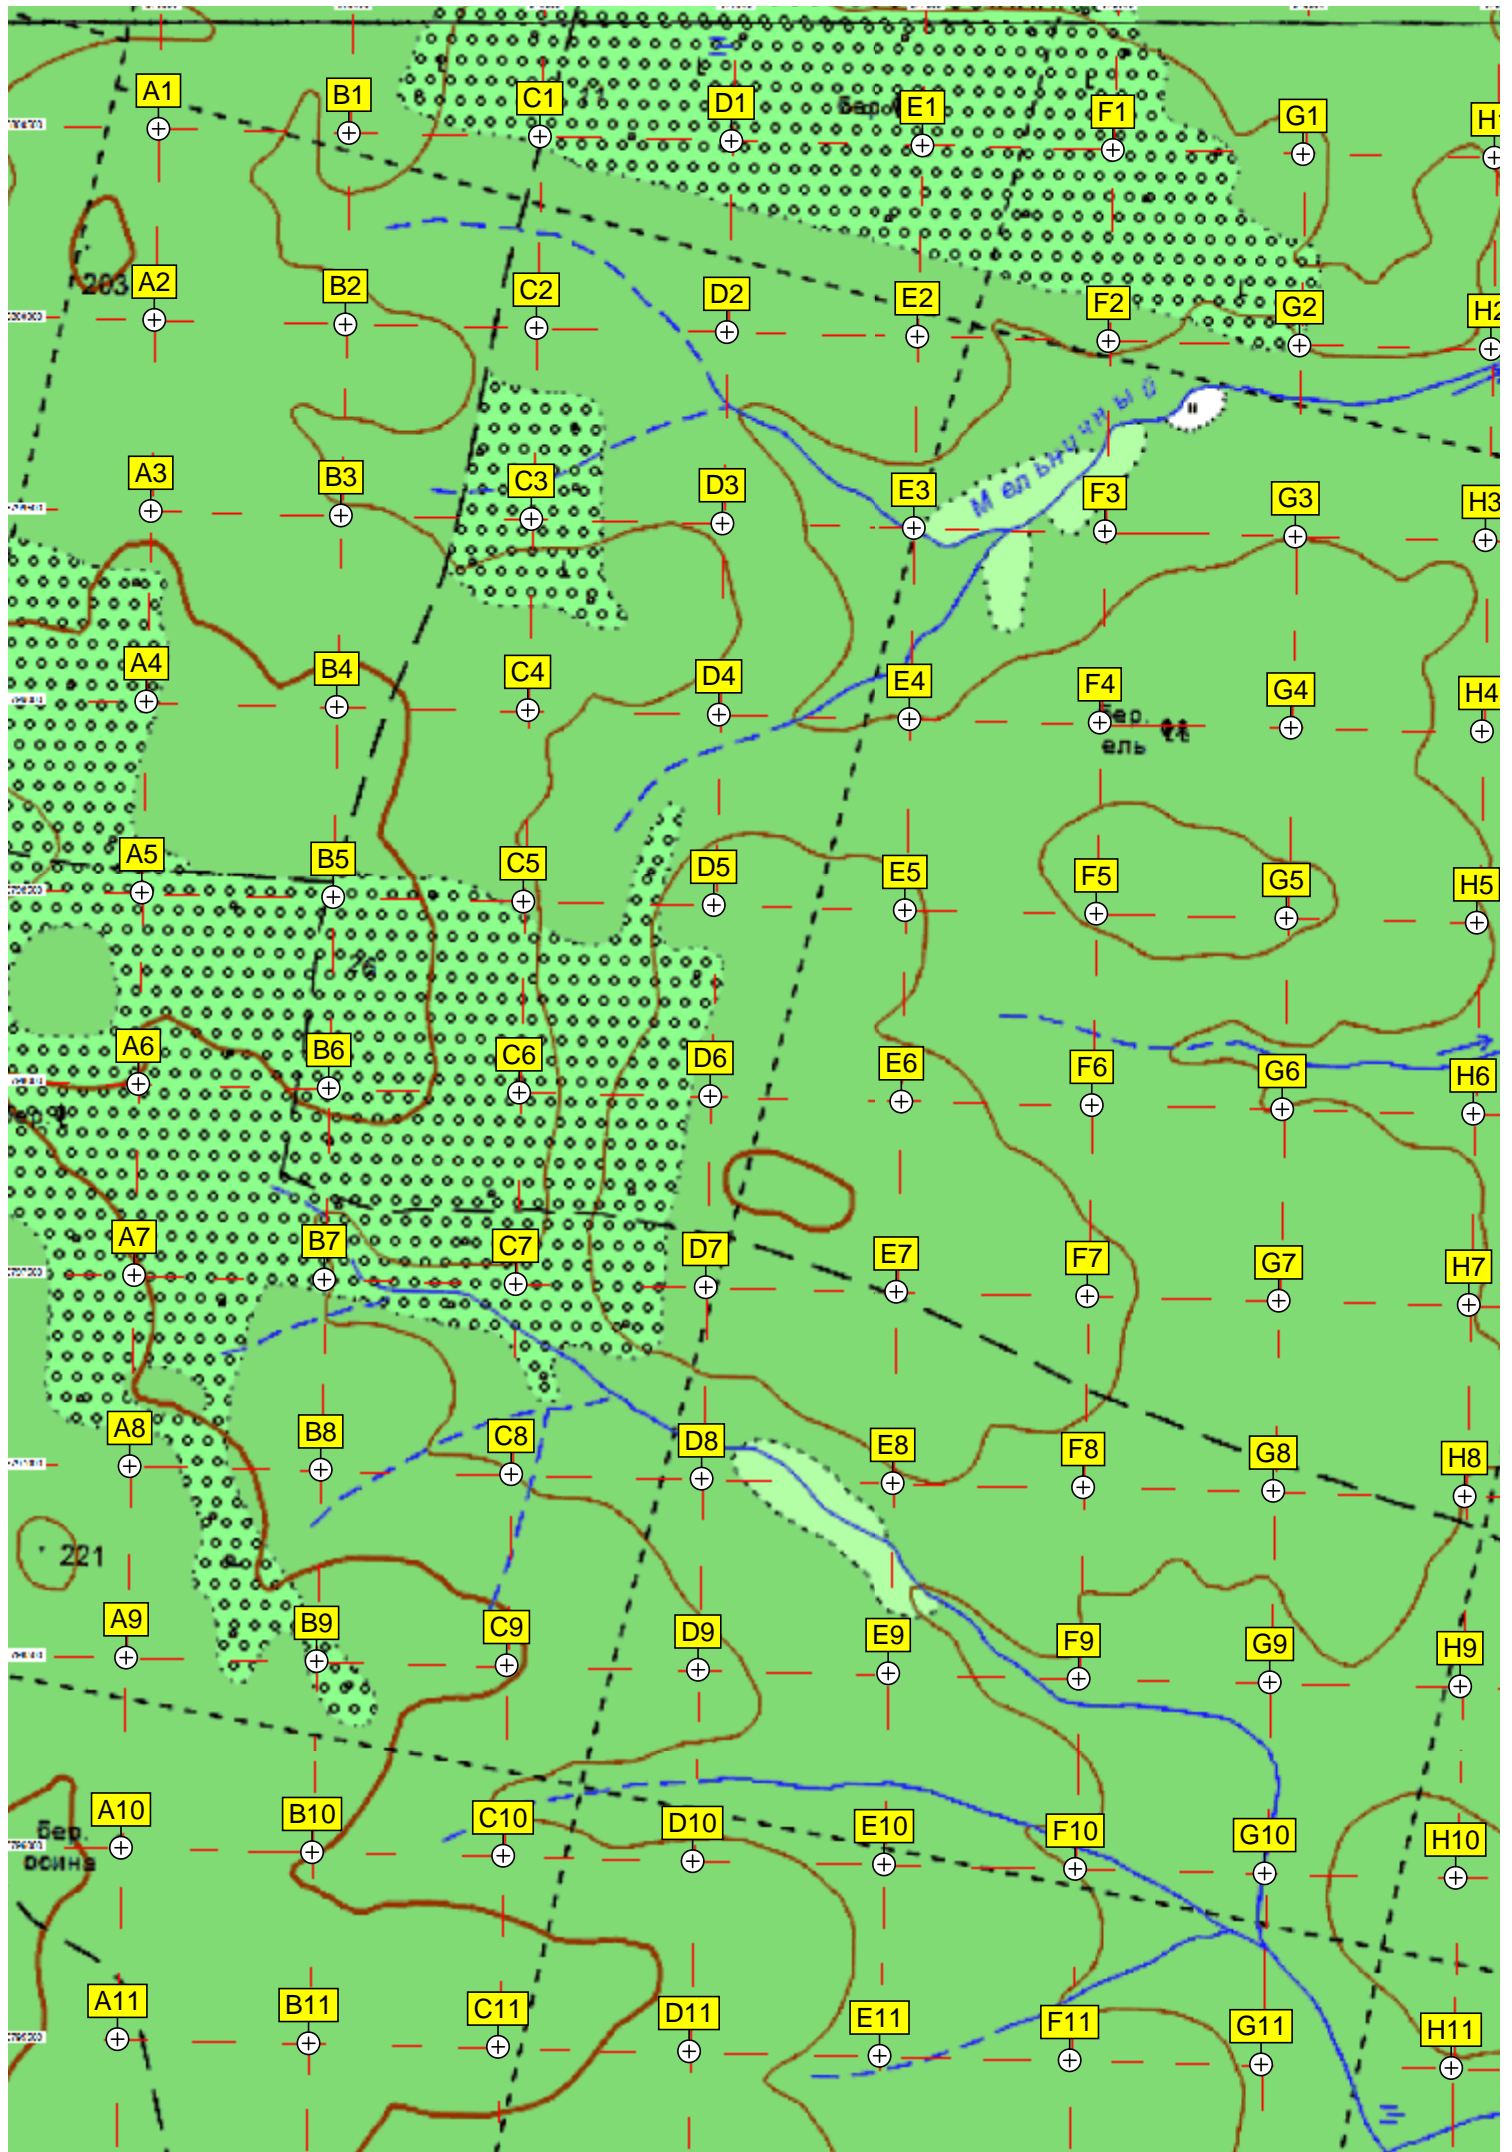 A1 B1 C1 D1 E1 F1 G1
A2 B2 C2 D2 E2 F2 G2 H2
203
Мельничный
A3 B3 C3 D3 E3 F3 G3 H3
A4 B4 C4 D4 E4 F4 G4 H4
бер.
ель
A5 B5 C5 D5 E5 F5 G5 H5
26
A6 B6 C6 D6 E6 F6 G6 H6
A7 B7 C7 D7 E7 F7 G7 H7
A8 B8 C8 D8 E8 F8 G8 H8
221
A9 B9 C9 D9 E9 F9 G9 H9
A10 B10 C10 D10 E10 F10 G10 H10
бер.
осина
A11 B11 C11 D11 E11 F11 G11 H11